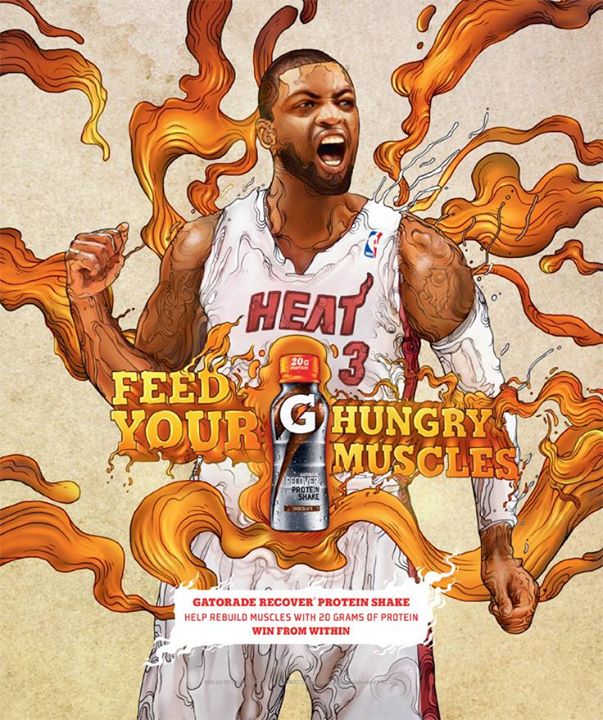 HEAT
3
FEED
YOUR
HUNGRY
MUSCLES
20G
PROTEIN
G
GATORADE
RECOVER
PROTEIN
SHAKE
CHOCOLATE
GATORADE RECOVER® PROTEIN SHAKE
HELP REBUILD MUSCLES WITH 20 GRAMS OF PROTEIN
WIN FROM WITHIN